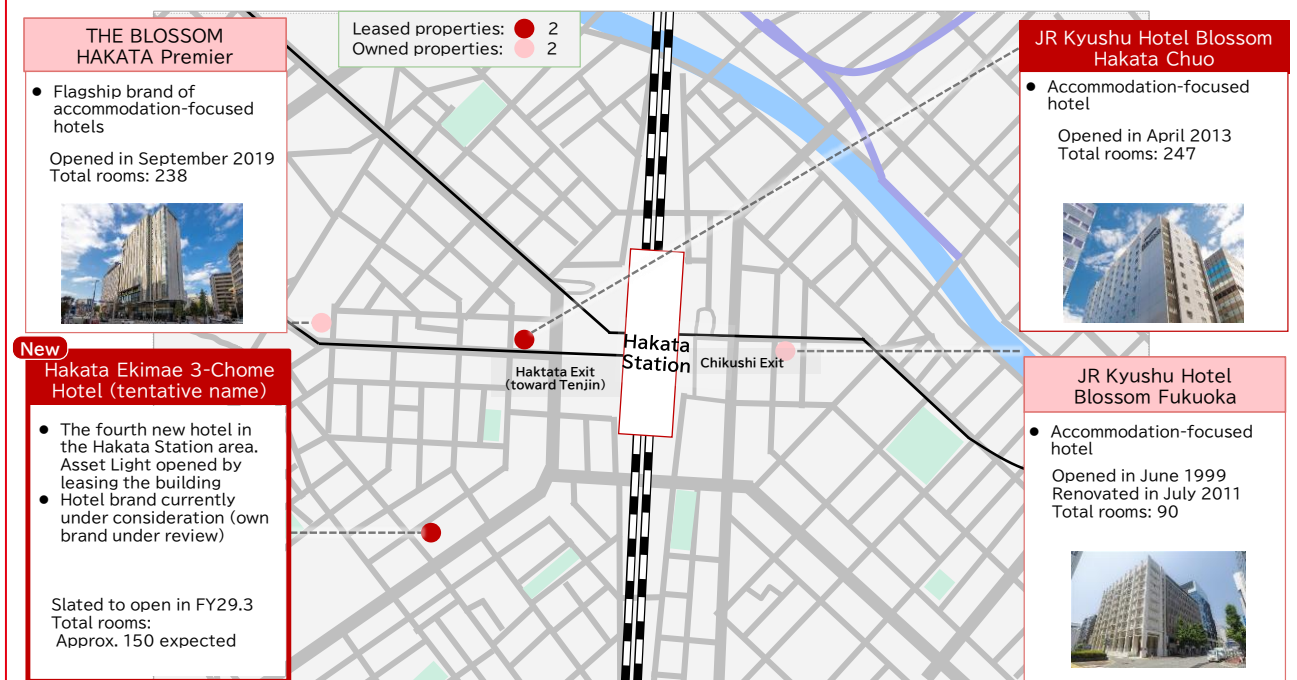 Leased properties: 2
Owned properties: 2
THE BLOSSOM
HAKATA Premier
● Flagship brand of
accommodation-focused
hotels
Opened in September 2019
Total rooms: 238
New
Hakata Ekimae 3-Chome
Hotel (tentative name)
● The fourth new hotel in
the Hakata Station area.
Asset Light opened by
leasing the building
● Hotel brand currently
under consideration (own
brand under review)
Slated to open in FY29.3
Total rooms:
Approx. 150 expected
Haktata Exit
(toward Tenjin)
Hakata
Station
Chikushi Exit
JR Kyushu Hotel Blossom
Hakata Chuo
● Accommodation-focused
hotel
Opened in April 2013
Total rooms: 247
JR Kyushu Hotel
Blossom Fukuoka
● Accommodation-focused
hotel
Opened in June 1999
Renovated in July 2011
Total rooms: 90